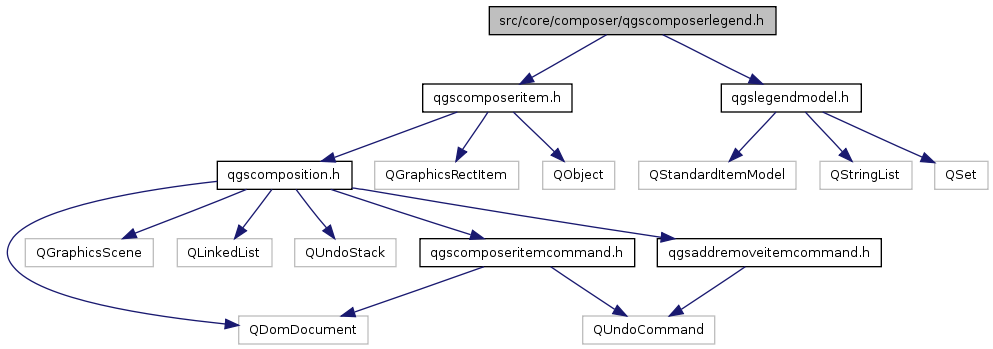 src/core/composer/qgscomposerlegend.h
qgscomposeritem.h
qgslegendmodel.h
qgscomposition.h
QGraphicsRectItem
QObject
QStandardItemModel
QStringList
QSet
QGraphicsScene
QLinkedList
QUndoStack
qgscomposeritemcommand.h
qgsaddremoveitemcommand.h
QDomDocument
QUndoCommand